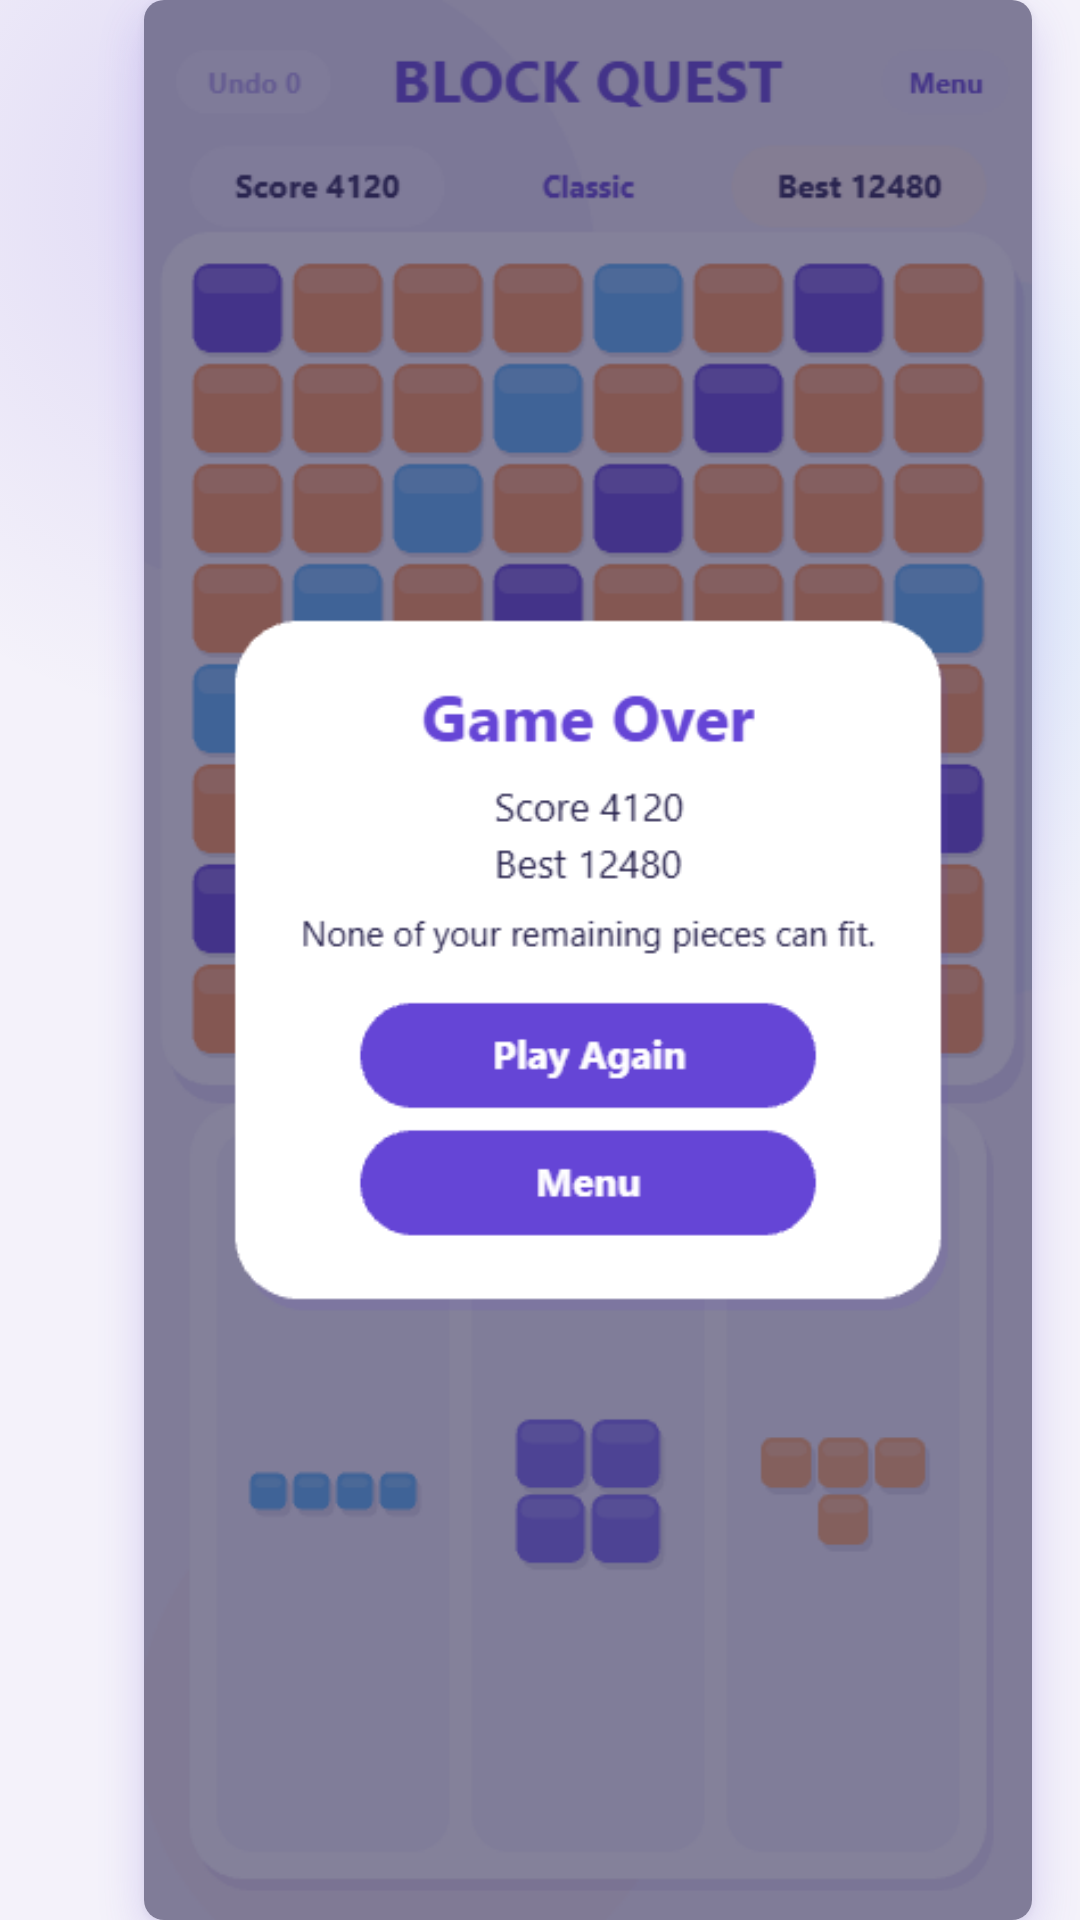 Undo 0
BLOCK QUEST
Menu
Score 4120
Classic
Best 12480
Game Over
Score 4120
Best 12480
None of your remaining pieces can fit.
Play Again
Menu